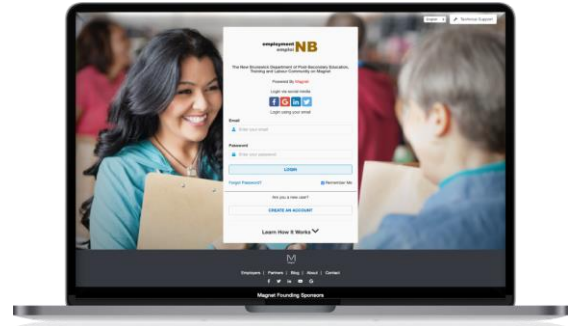 English
Technical Support
employment
emploi NB
The New Brunswick Department of Post-Secondary Education,
Training and Labour Community on Magnet
Powered By Magnet
Login via social media
Login using your email
Email
Enter your email
Password
Enter your password
LOGIN
Forgot Password?
Remember Me
Are you a new user?
CREATE AN ACCOUNT
Learn How It Works
Employers | Partners | Blog | About | Contact
Magnet Founding Sponsors